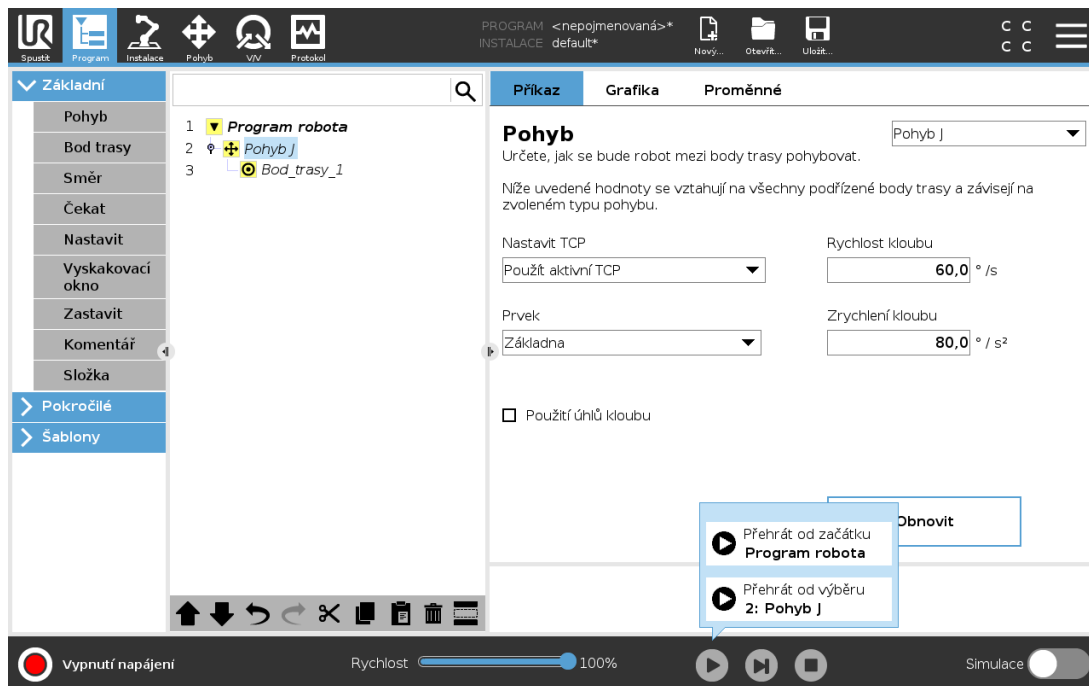 UR
PROGRAM <nepojmenovaná>*
INSTALACE default*
C C
C C
Spustit Program Instalace Pohyb V/V Protokol Nový... Otevřít... Uložit...
Základní
Pohyb
Bod trasy
Směr
Čekat
Nastavit
Vyskakovací
okno
Zastavit
Komentář
Složka
Pokročilé
Šablony
1 Program robota
2 Pohyb J
3 Bod_trasy_1
Příkaz Grafika Proměnné
Pohyb
Pohyb J
Určete, jak se bude robot mezi body trasy pohybovat.
Níže uvedené hodnoty se vztahují na všechny podřízené body trasy a závisejí na
zvoleném typu pohybu.
Nastavit TCP Rychlost kloubu
Použít aktivní TCP 60,0 ° /s
Prvek Zrychlení kloubu
Základna 80,0 ° / s²
Použití úhlů kloubu
Obnovit
Přehrát od začátku
Program robota
Přehrát od výběru
2: Pohyb J
Vypnutí napájení Rychlost 100% Simulace